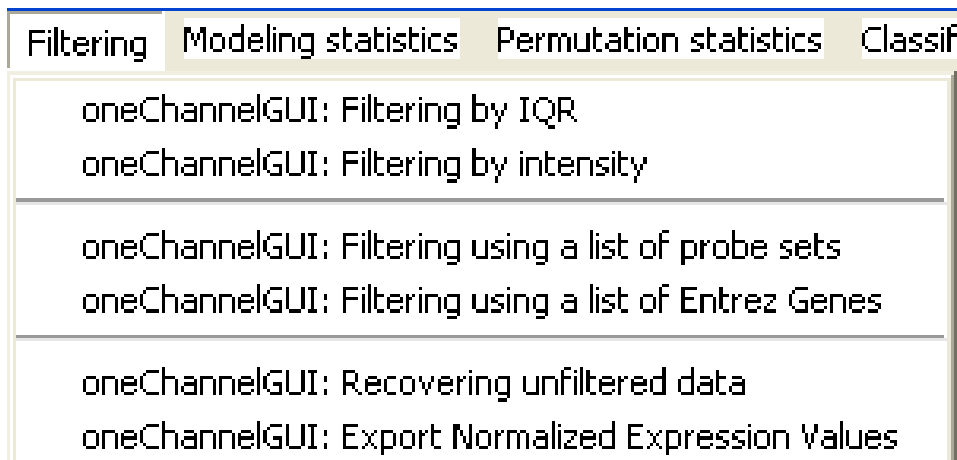 Filtering Modeling statistics Permutation statistics Classif
oneChannelGUI: Filtering by IQR
oneChannelGUI: Filtering by intensity
oneChannelGUI: Filtering using a list of probe sets
oneChannelGUI: Filtering using a list of Entrez Genes
oneChannelGUI: Recovering unfiltered data
oneChannelGUI: Export Normalized Expression Values